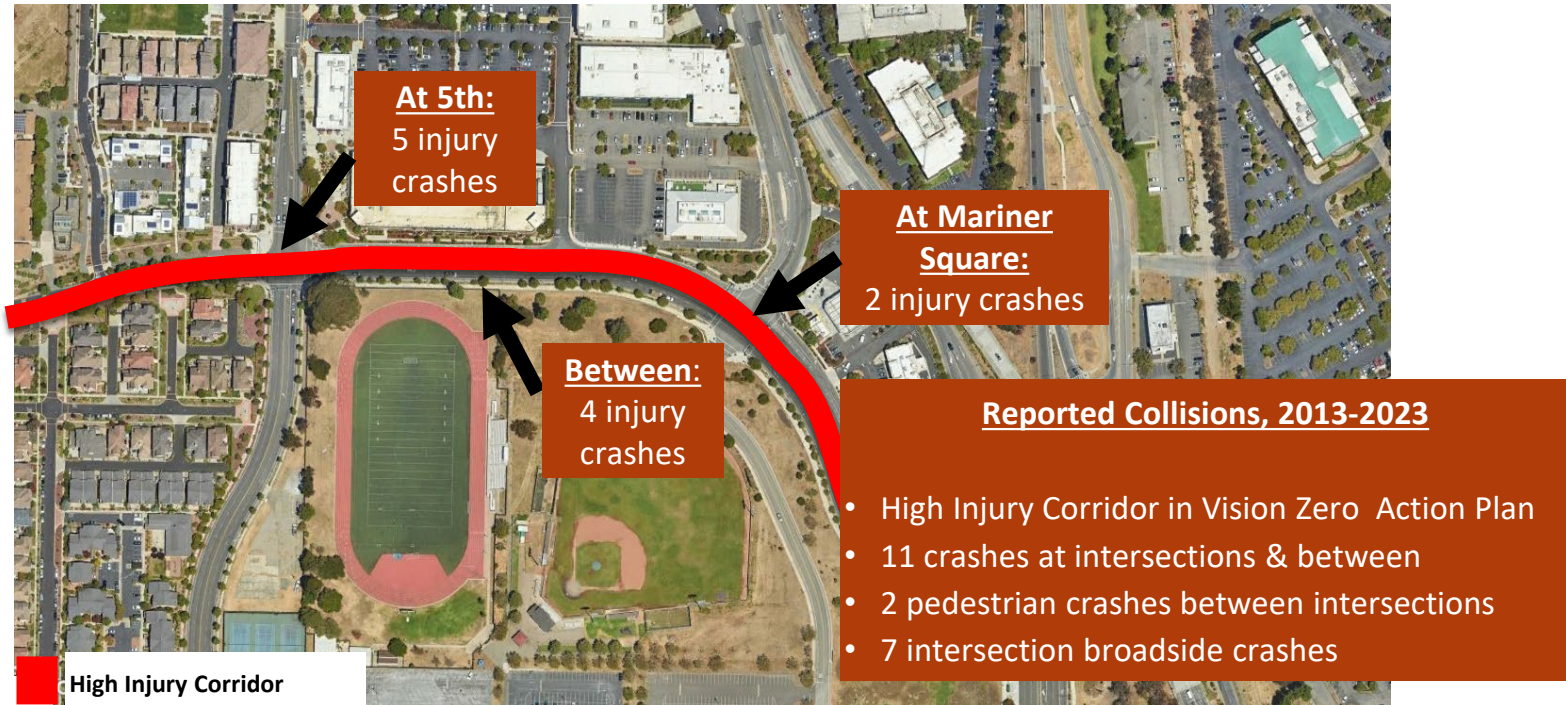 At 5th:
5 injury
crashes
At Mariner
Square:
2 injury crashes
Between:
4 injury
crashes
Reported Collisions, 2013-2023
• High Injury Corridor in Vision Zero Action Plan
• 11 crashes at intersections & between
• 2 pedestrian crashes between intersections
• 7 intersection broadside crashes
High Injury Corridor